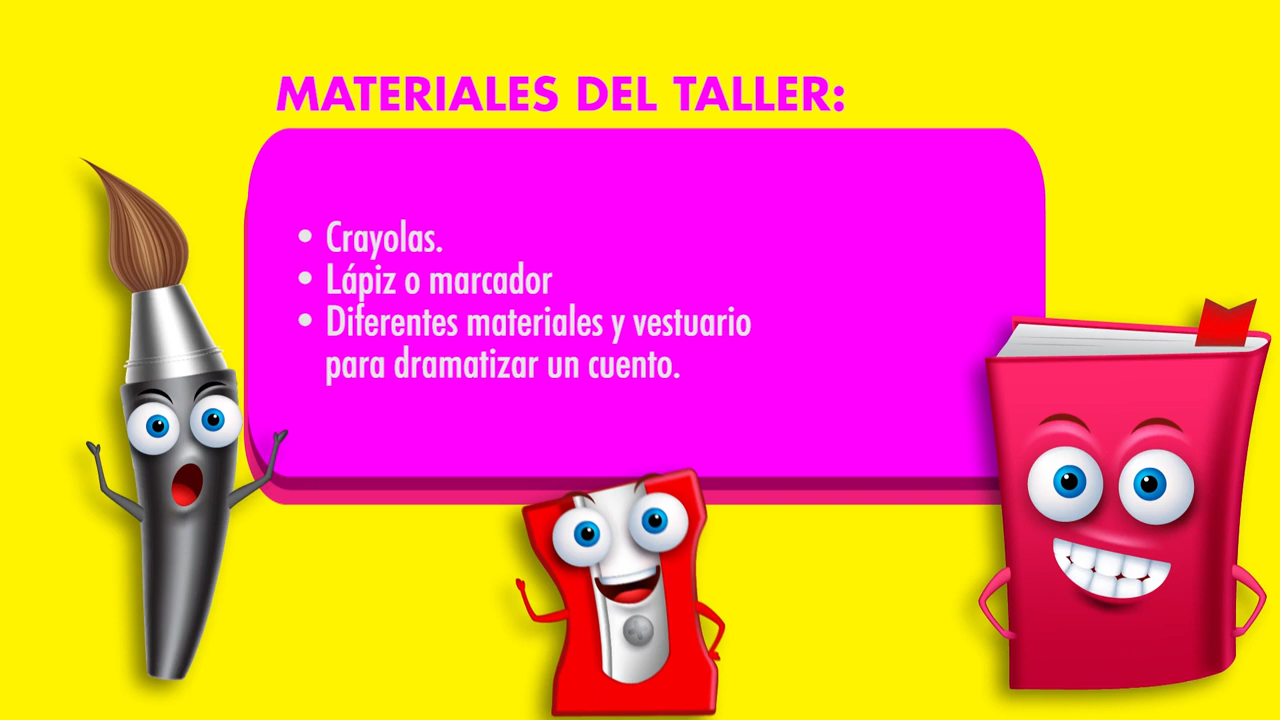 MATERIALES DEL TALLER:
• Crayolas.
• Lápiz o marcador
• Diferentes materiales y vestuario
para dramatizar un cuento.